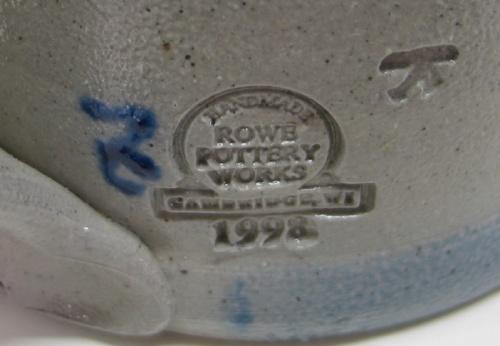 HANDMADE
ROWE
POTTERY
WORKS
CAMBRIDGE, WI
1998